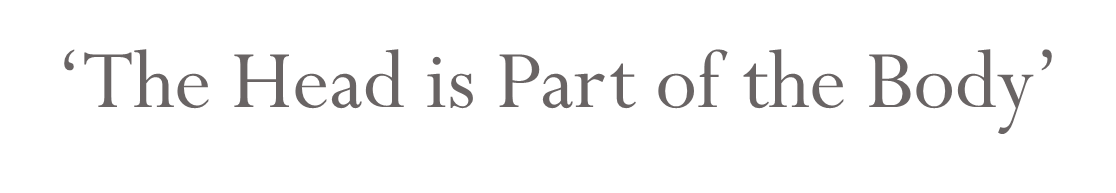 ‘The Head is Part of the Body’